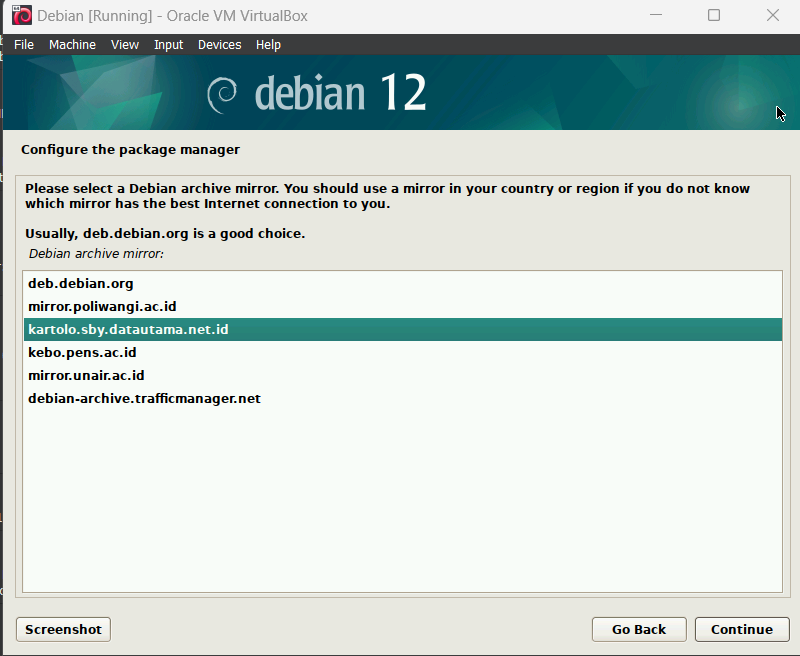 Debian [Running] - Oracle VM VirtualBox
File Machine View Input Devices Help
debian 12
Configure the package manager
Please select a Debian archive mirror. You should use a mirror in your country or region if you do not know
which mirror has the best Internet connection to you.
Usually, deb.debian.org is a good choice.
Debian archive mirror:
deb.debian.org
mirror.poliwangi.ac.id
kartolo.sby.datautama.net.id
kebo.pens.ac.id
mirror.unair.ac.id
debian-archive.trafficmanager.net
Screenshot Go Back Continue